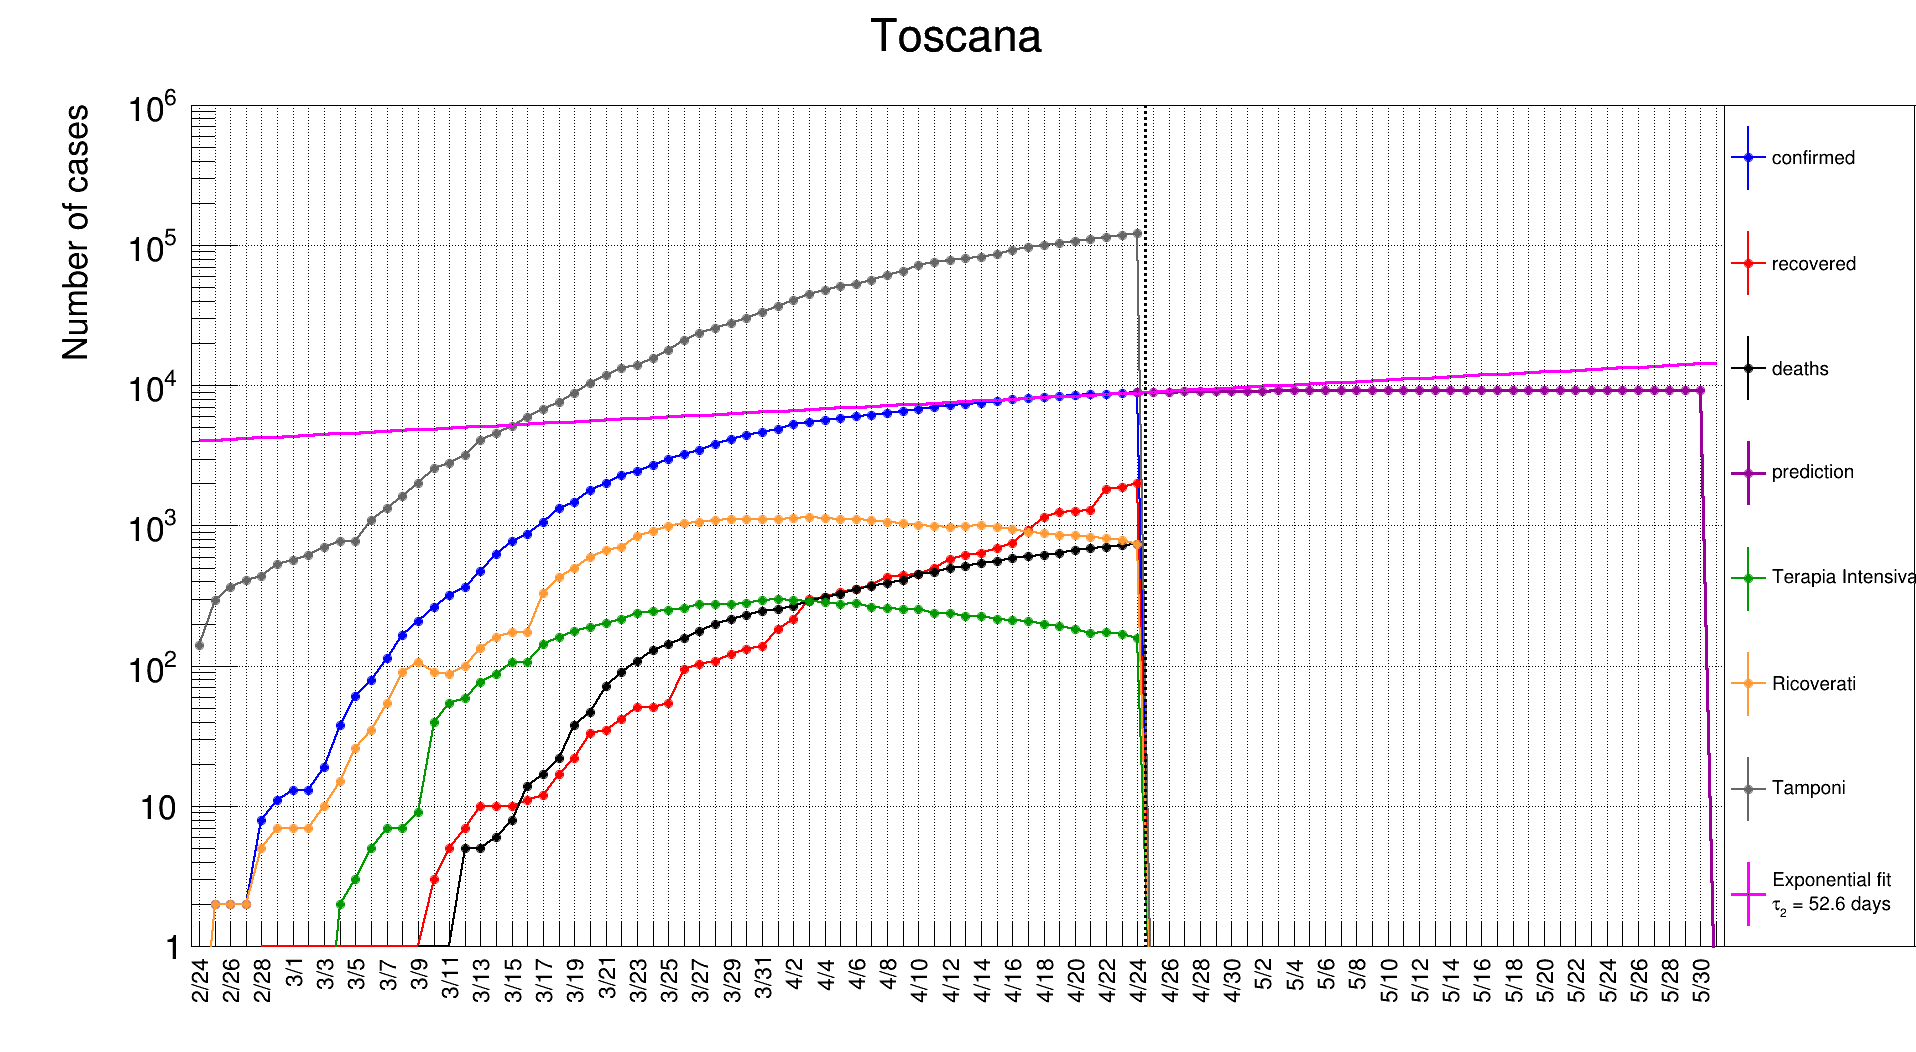 Toscana
Number of cases
10^6
10^5
10^4
10^3
10^2
10
1
2/24 2/26 2/28 3/1 3/3 3/5 3/7 3/9 3/11 3/13 3/15 3/17 3/19 3/21 3/23 3/25 3/27 3/29 3/31 4/2 4/4 4/6 4/8 4/10 4/12 4/14 4/16 4/18 4/20 4/22 4/24 4/26 4/28 4/30 5/2 5/4 5/6 5/8 5/10 5/12 5/14 5/16 5/18 5/20 5/22 5/24 5/26 5/28 5/30
confirmed
recovered
deaths
prediction
Terapia Intensiva
Ricoverati
Tamponi
Exponential fit
τ₂ = 52.6 days